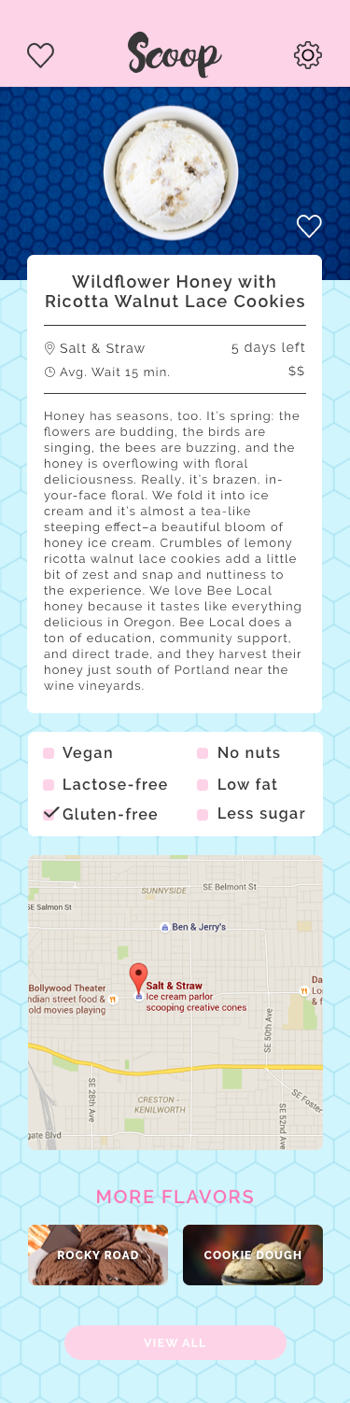 Scoop
Wildflower Honey with
Ricotta Walnut Lace Cookies
Salt & Straw
5 days left
Avg. Wait 15 min.
$$
Honey has seasons, too. It's spring: the
flowers are budding, the birds are
singing, the bees are buzzing, and the
honey is overflowing with floral
deliciousness. Really, it's brazen, in-
your-face floral. We fold it into ice
cream and it's almost a tea-like
steeping effect–a beautiful bloom of
honey ice cream. Crumbles of lemony
ricotta walnut lace cookies add a little
bit of zest and snap and nuttiness to
the experience. We love Bee Local
honey because it tastes like everything
delicious in Oregon. Bee Local does a
ton of education, community support,
and direct trade, and they harvest their
honey just south of Portland near the
wine vineyards.
Vegan
No nuts
Lactose-free
Low fat
Gluten-free
Less sugar
SUNNYSIDE
SE Belmont St
SE Salmon St
Ben & Jerry's
Bollywood Theater
ndian street food &
old movies playing
Salt & Straw
Ice cream parlor
scooping creative cones
Da
Lo
& f
SE 50th Ave
SE 28th Ave
CRESTON -
KENILWORTH
SE 52nd Ave
SE Foster
gate Blvd
MORE FLAVORS
ROCKY ROAD
COOKIE DOUGH
VIEW ALL